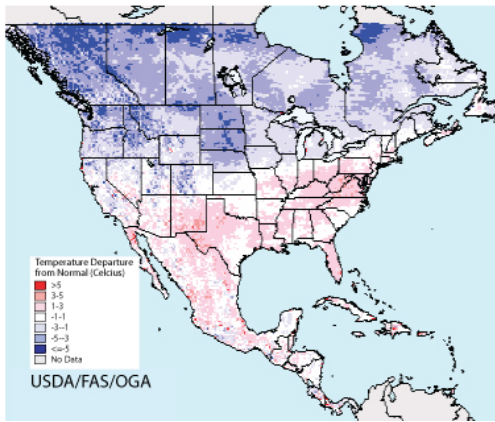 Temperature Departure
from Normal (Celcius)
>5
3-5
1-3
-1-1
-3--1
-5--3
<=-5
No Data
USDA/FAS/OGA